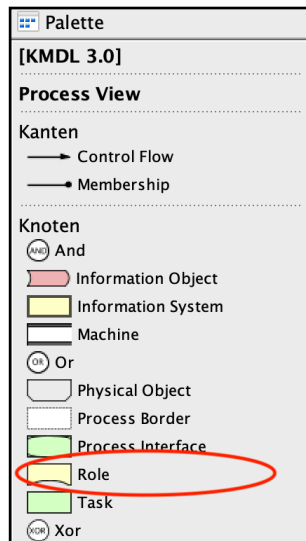 Palette
[KMDL 3.0]
Process View
Kanten
Control Flow
Membership
Knoten
AND And
Information Object
Information System
Machine
OR Or
Physical Object
Process Border
Process Interface
Role
Task
XOR Xor